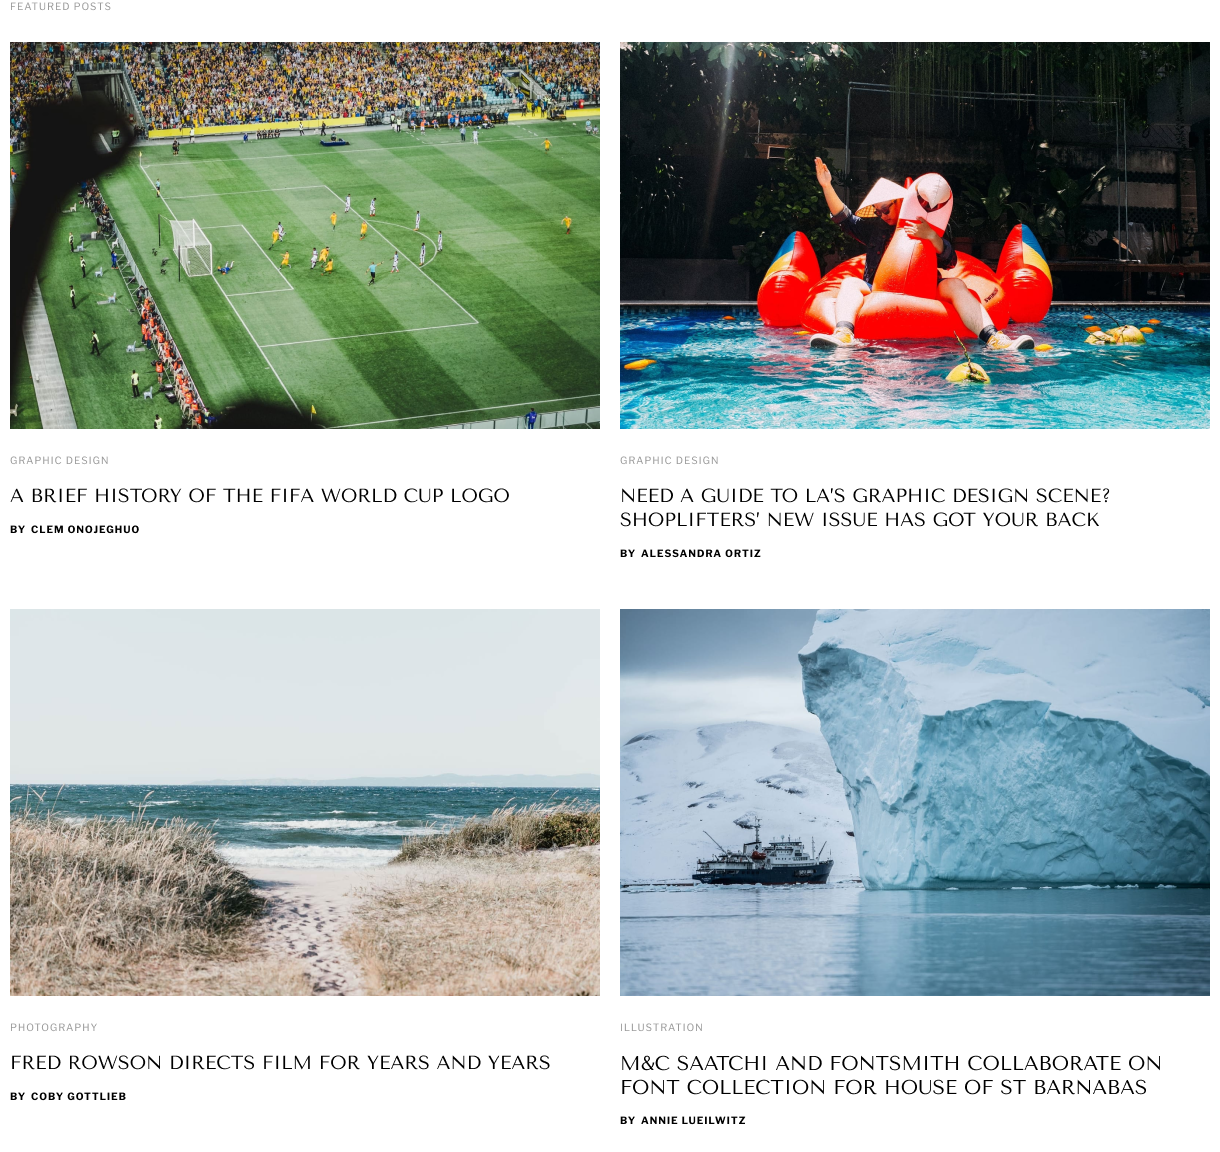 FEATURED POSTS
GRAPHIC DESIGN
A BRIEF HISTORY OF THE FIFA WORLD CUP LOGO
BY CLEM ONOJEGHUO
GRAPHIC DESIGN
NEED A GUIDE TO LA'S GRAPHIC DESIGN SCENE?
SHOPLIFTERS' NEW ISSUE HAS GOT YOUR BACK
BY ALESSANDRA ORTIZ
PHOTOGRAPHY
FRED ROWSON DIRECTS FILM FOR YEARS AND YEARS
BY COBY GOTTLIEB
ILLUSTRATION
M&C SAATCHI AND FONTSMITH COLLABORATE ON
FONT COLLECTION FOR HOUSE OF ST BARNABAS
BY ANNIE LUEILWITZ